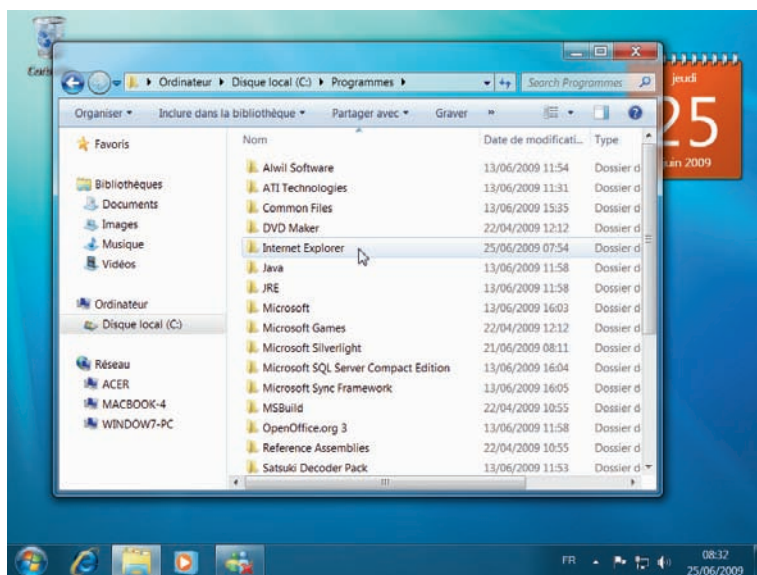 Ordinateur Disque local (C:) Programmes Search Programmes
jeudi
25
juin 2009
Organiser Inclure dans la bibliothèque Partager avec Graver »
Favoris
Bibliothèques
Documents
Images
Musique
Vidéos
Ordinateur
Disque local (C:)
Réseau
ACER
MACBOOK-4
WINDOW7-PC
Nom Date de modificati... Type
Alwil Software 13/06/2009 11:54 Dossier d
ATI Technologies 13/06/2009 11:31 Dossier d
Common Files 13/06/2009 15:35 Dossier d
DVD Maker 22/04/2009 12:12 Dossier d
Internet Explorer 25/06/2009 07:54 Dossier d
Java 13/06/2009 11:58 Dossier d
JRE 13/06/2009 11:58 Dossier d
Microsoft 13/06/2009 16:03 Dossier d
Microsoft Games 22/04/2009 12:12 Dossier d
Microsoft Silverlight 21/06/2009 08:11 Dossier d
Microsoft SQL Server Compact Edition 13/06/2009 16:04 Dossier d
Microsoft Sync Framework 13/06/2009 16:05 Dossier d
MSBuild 22/04/2009 10:55 Dossier d
OpenOffice.org 3 13/06/2009 11:58 Dossier d
Reference Assemblies 22/04/2009 10:55 Dossier d
Satsuki Decoder Pack 13/06/2009 11:53 Dossier d
FR 08:32
25/06/2009